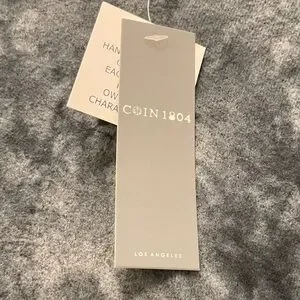 HAN
EAC
OW
CHARA
COIN 1804
LOS ANGELES